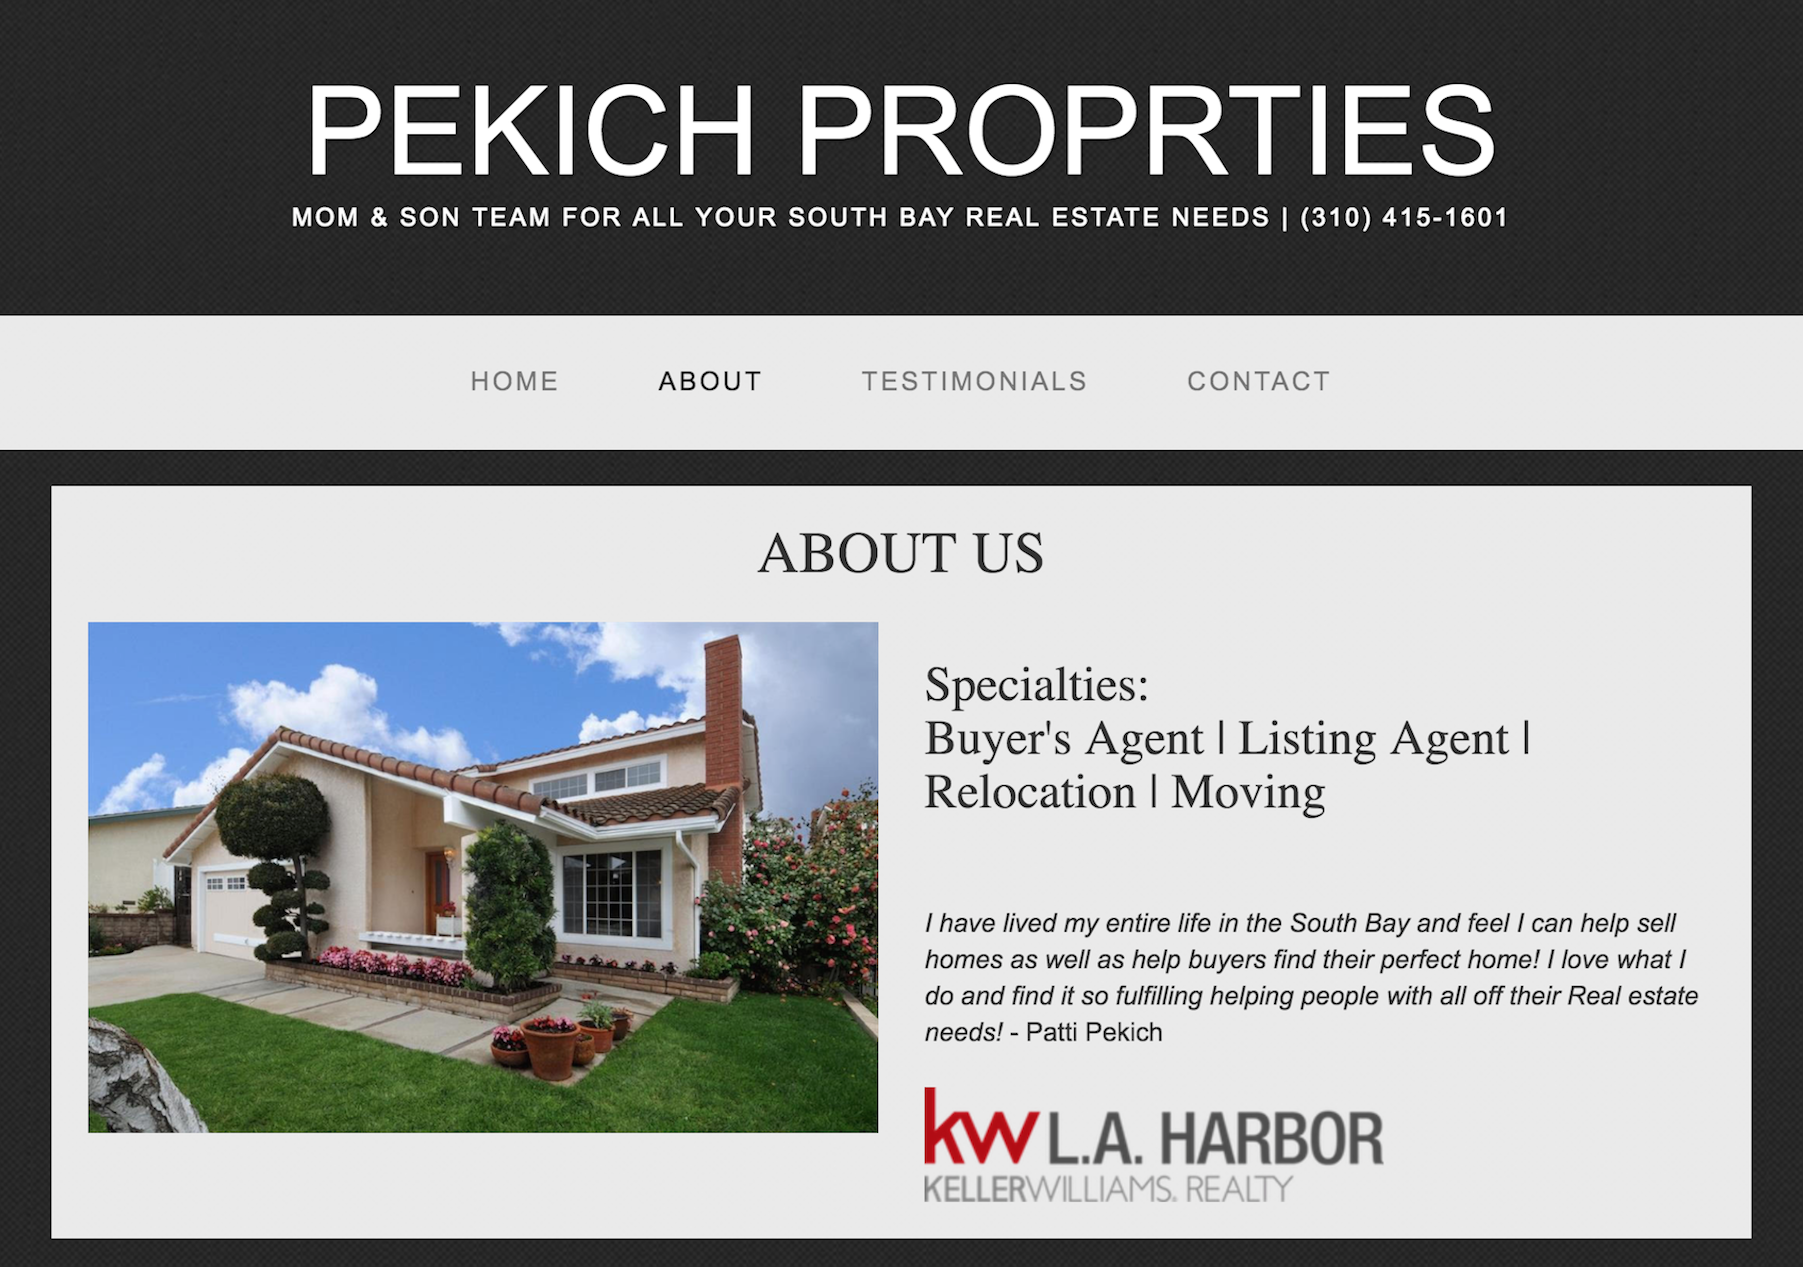 PEKICH PROPRTIES
MOM & SON TEAM FOR ALL YOUR SOUTH BAY REAL ESTATE NEEDS | (310) 415-1601
HOME ABOUT TESTIMONIALS CONTACT
ABOUT US
Specialties:
Buyer's Agent | Listing Agent |
Relocation | Moving
I have lived my entire life in the South Bay and feel I can help sell
homes as well as help buyers find their perfect home! I love what I
do and find it so fulfilling helping people with all off their Real estate
needs! - Patti Pekich
kw L.A. HARBOR
KELLERWILLIAMS. REALTY